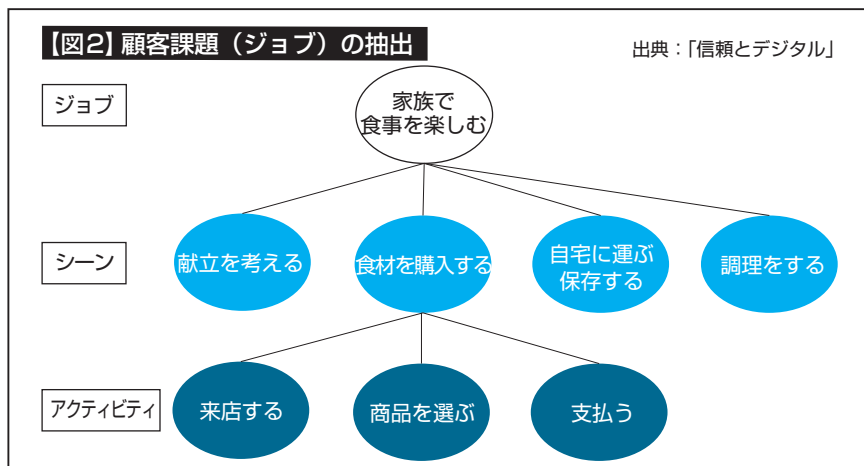 【図2】顧客課題（ジョブ）の抽出
出典：「信頼とデジタル」
ジョブ
家族で
食事を楽しむ
シーン
献立を考える
食材を購入する
自宅に運ぶ
保存する
調理をする
アクティビティ
来店する
商品を選ぶ
支払う